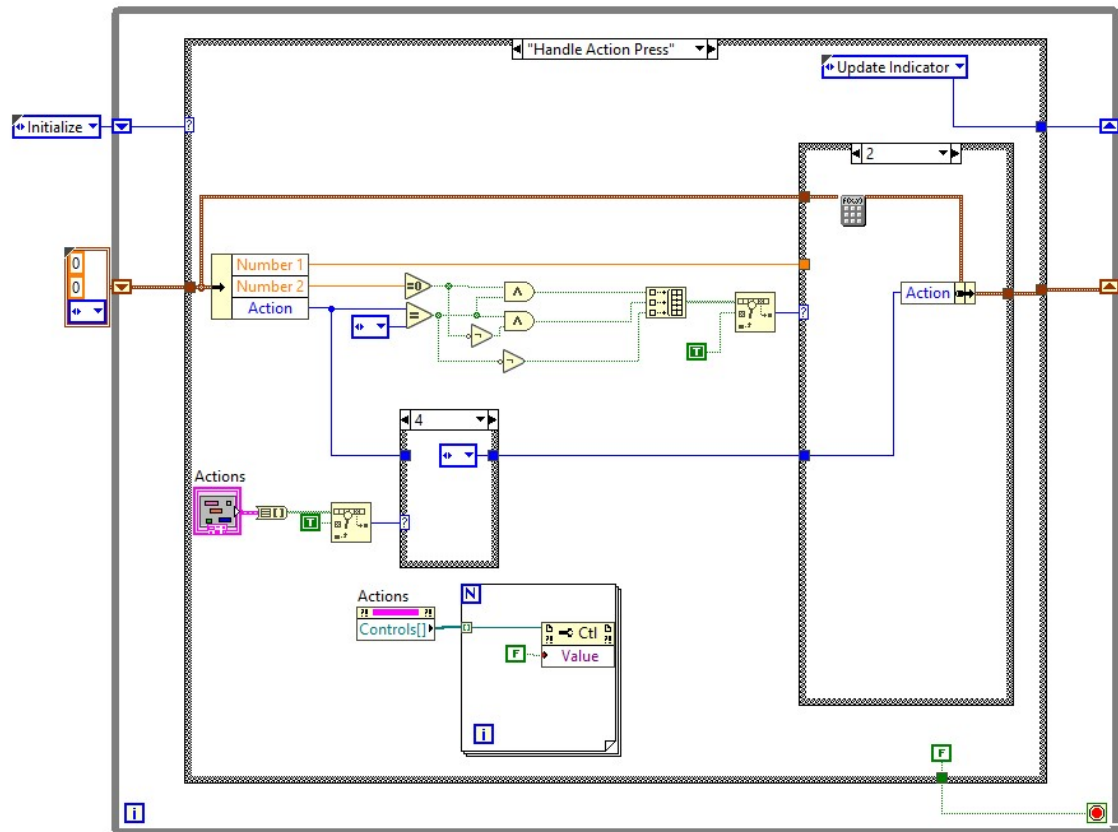 "Handle Action Press"
Update Indicator
Initialize
?
2
F(X,Y)
0
0
Number 1
Number 2
Action
=0
=
∧
∧
¬
¬
T
?
Action
4
Actions
T
?
Actions
?! ?!
Controls[]
N
Ctl
?! ?!
F
Value
i
F
i